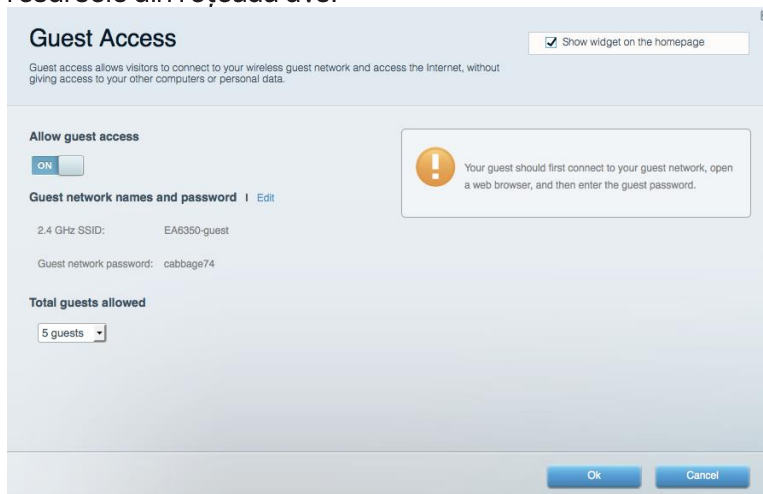 resursele din rețeaua dvs.
Guest Access
Show widget on the homepage
Guest access allows visitors to connect to your wireless guest network and access the Internet, without
giving access to your other computers or personal data.
Allow guest access
ON
Your guest should first connect to your guest network, open
a web browser, and then enter the guest password.
Guest network names and password | Edit
2.4 GHz SSID: EA6350-guest
Guest network password: cabbage74
Total guests allowed
5 guests
Ok Cancel